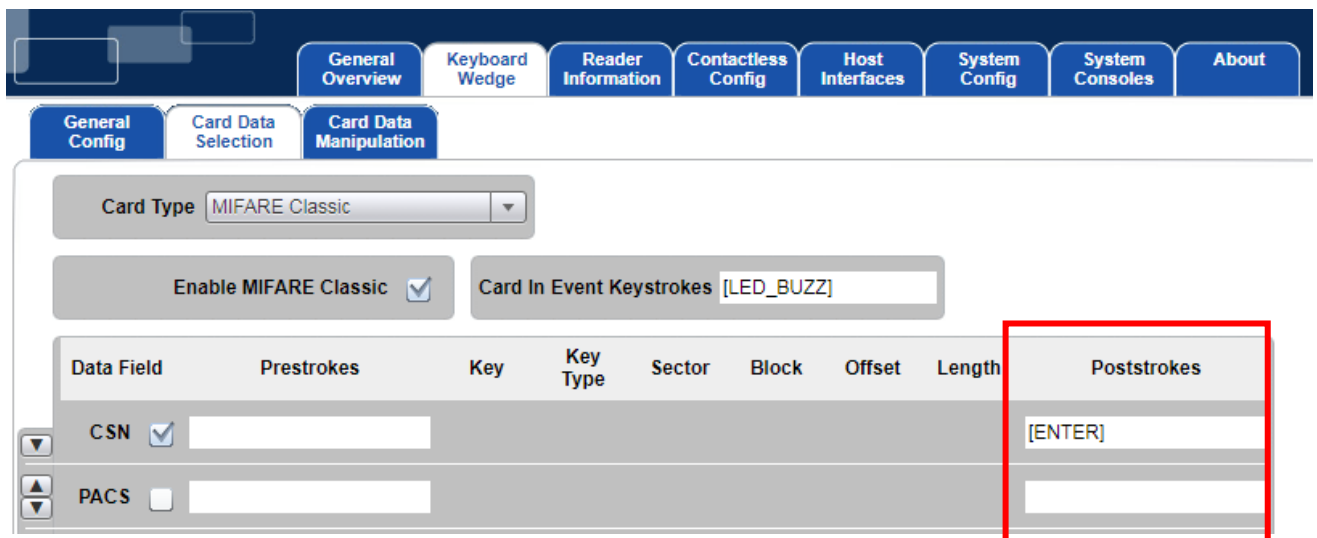 General Overview
Keyboard Wedge
Reader Information
Contactless Config
Host Interfaces
System Config
System Consoles
About
General Config
Card Data Selection
Card Data Manipulation
Card Type MIFARE Classic
Enable MIFARE Classic Card In Event Keystrokes [LED_BUZZ]
Data Field Prestrokes Key Key Type Sector Block Offset Length Poststrokes
CSN [ENTER]
PACS